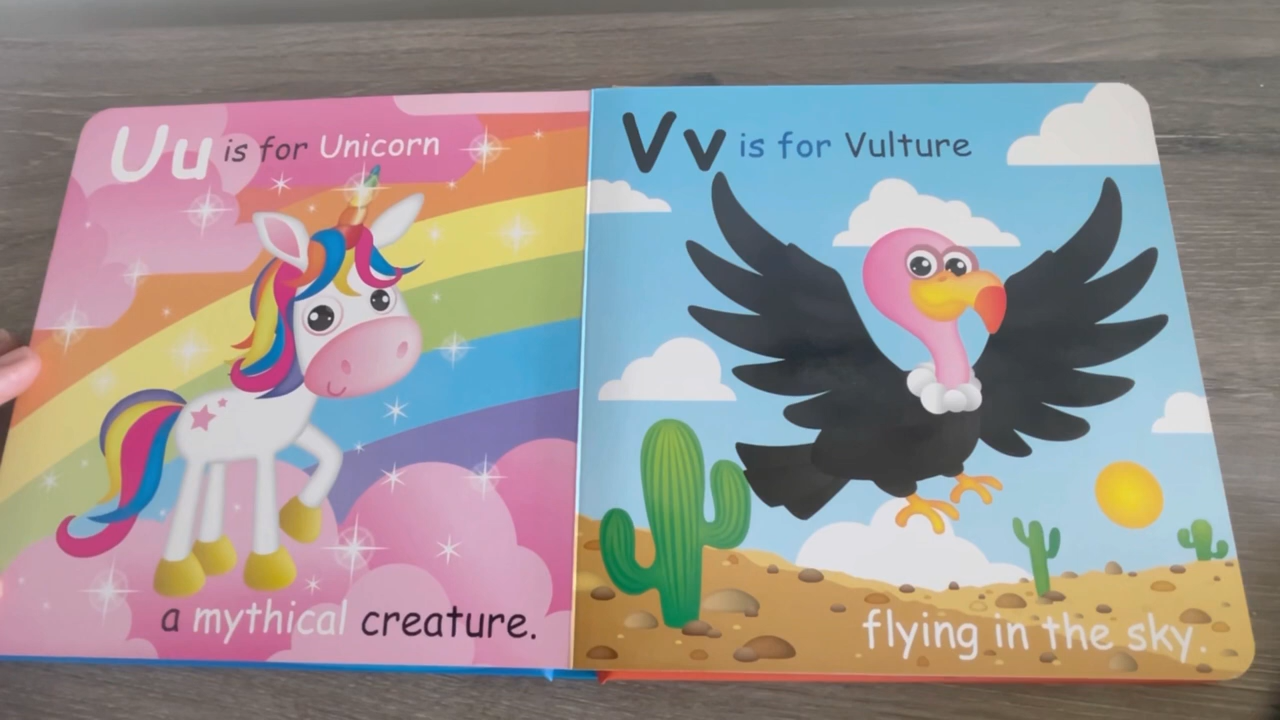 Uu is for Unicorn
a mythical creature.
Vv is for Vulture
flying in the sky.